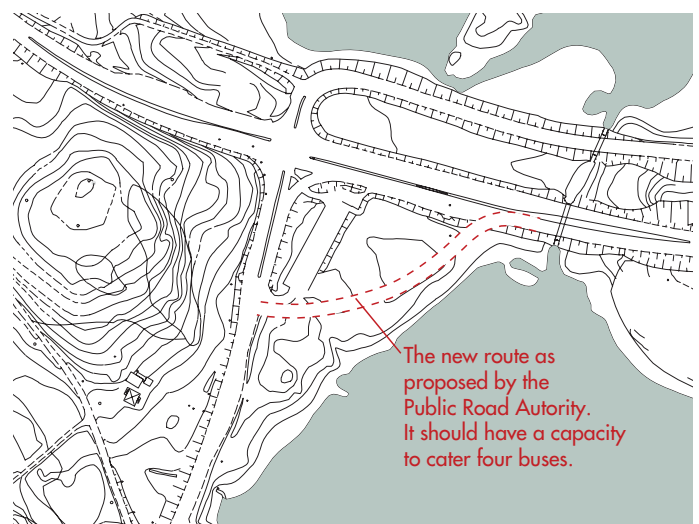 The new route as
proposed by the
Public Road Autority.
It should have a capacity
to cater four buses.